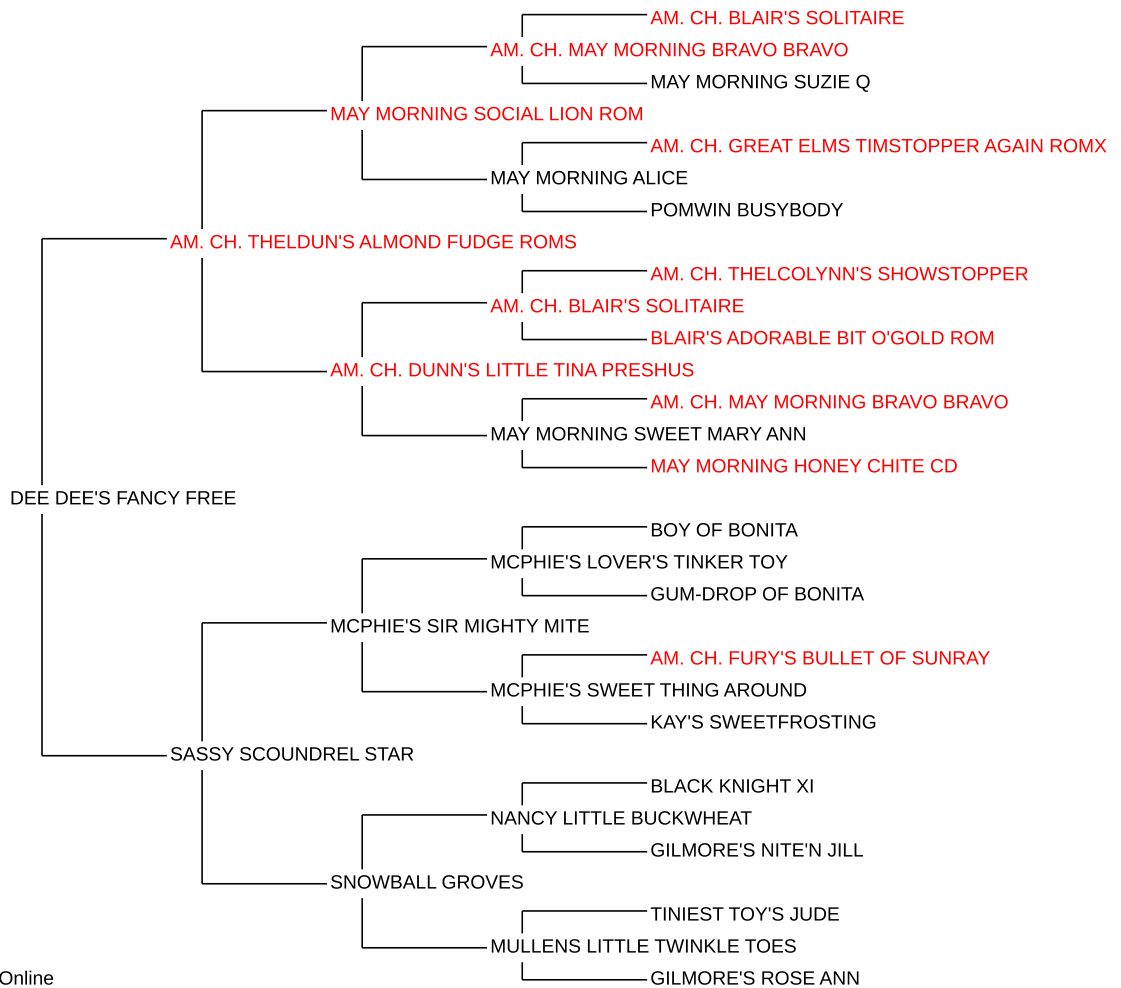 AM. CH. BLAIR'S SOLITAIRE
AM. CH. MAY MORNING BRAVO BRAVO
MAY MORNING SUZIE Q
MAY MORNING SOCIAL LION ROM
AM. CH. GREAT ELMS TIMSTOPPER AGAIN ROMX
MAY MORNING ALICE
POMWIN BUSYBODY
AM. CH. THELDUN'S ALMOND FUDGE ROMS
AM. CH. THELCOLYNN'S SHOWSTOPPER
AM. CH. BLAIR'S SOLITAIRE
BLAIR'S ADORABLE BIT O'GOLD ROM
AM. CH. DUNN'S LITTLE TINA PRESHUS
AM. CH. MAY MORNING BRAVO BRAVO
MAY MORNING SWEET MARY ANN
MAY MORNING HONEY CHITE CD
DEE DEE'S FANCY FREE
BOY OF BONITA
MCPHIE'S LOVER'S TINKER TOY
GUM-DROP OF BONITA
MCPHIE'S SIR MIGHTY MITE
AM. CH. FURY'S BULLET OF SUNRAY
MCPHIE'S SWEET THING AROUND
KAY'S SWEETFROSTING
SASSY SCOUNDREL STAR
BLACK KNIGHT XI
NANCY LITTLE BUCKWHEAT
GILMORE'S NITE'N JILL
SNOWBALL GROVES
TINIEST TOY'S JUDE
MULLENS LITTLE TWINKLE TOES
GILMORE'S ROSE ANN
Online